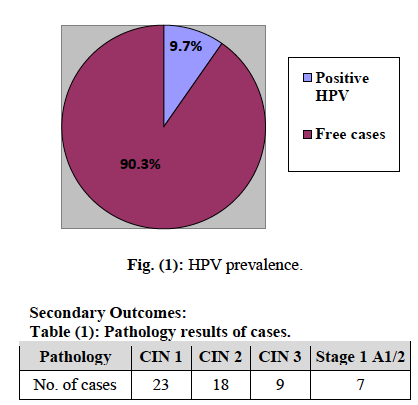 9.7%
90.3%
Positive
HPV
Free cases
Fig. (1): HPV prevalence.
Secondary Outcomes:
Table (1): Pathology results of cases.
Pathology CIN 1 CIN 2 CIN 3 Stage 1 A1/2
No. of cases 23 18 9 7